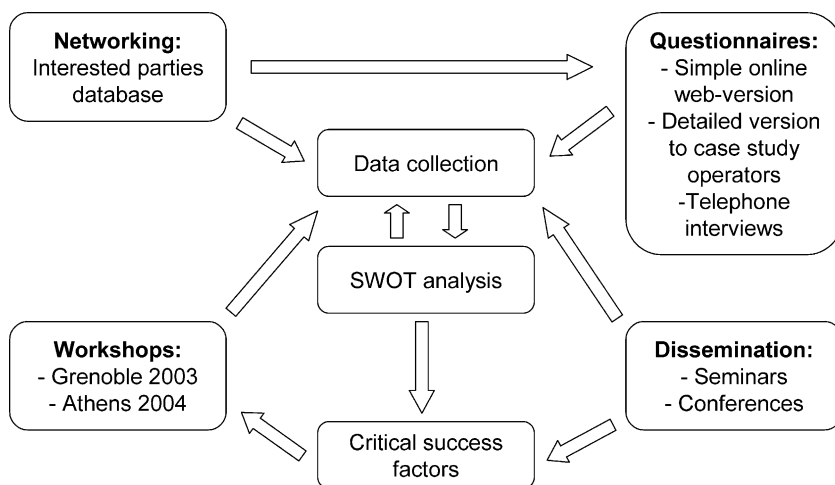 Networking:
Interested parties
database
Questionnaires:
- Simple online
web-version
- Detailed version
to case study
operators
-Telephone
interviews
Data collection
SWOT analysis
Workshops:
- Grenoble 2003
- Athens 2004
Dissemination:
- Seminars
- Conferences
Critical success
factors